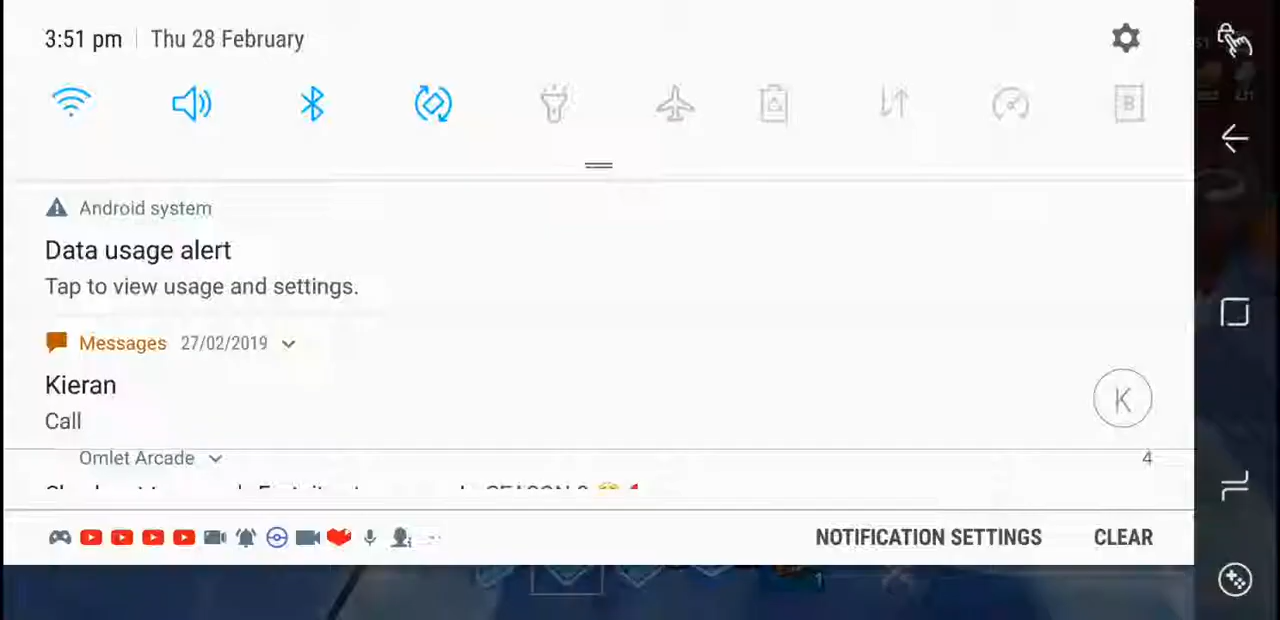 3:51 pm Thu 28 February
Android system
Data usage alert
Tap to view usage and settings.
Messages 27/02/2019
Kieran
Call
K
Omlet Arcade 4
NOTIFICATION SETTINGS CLEAR
1